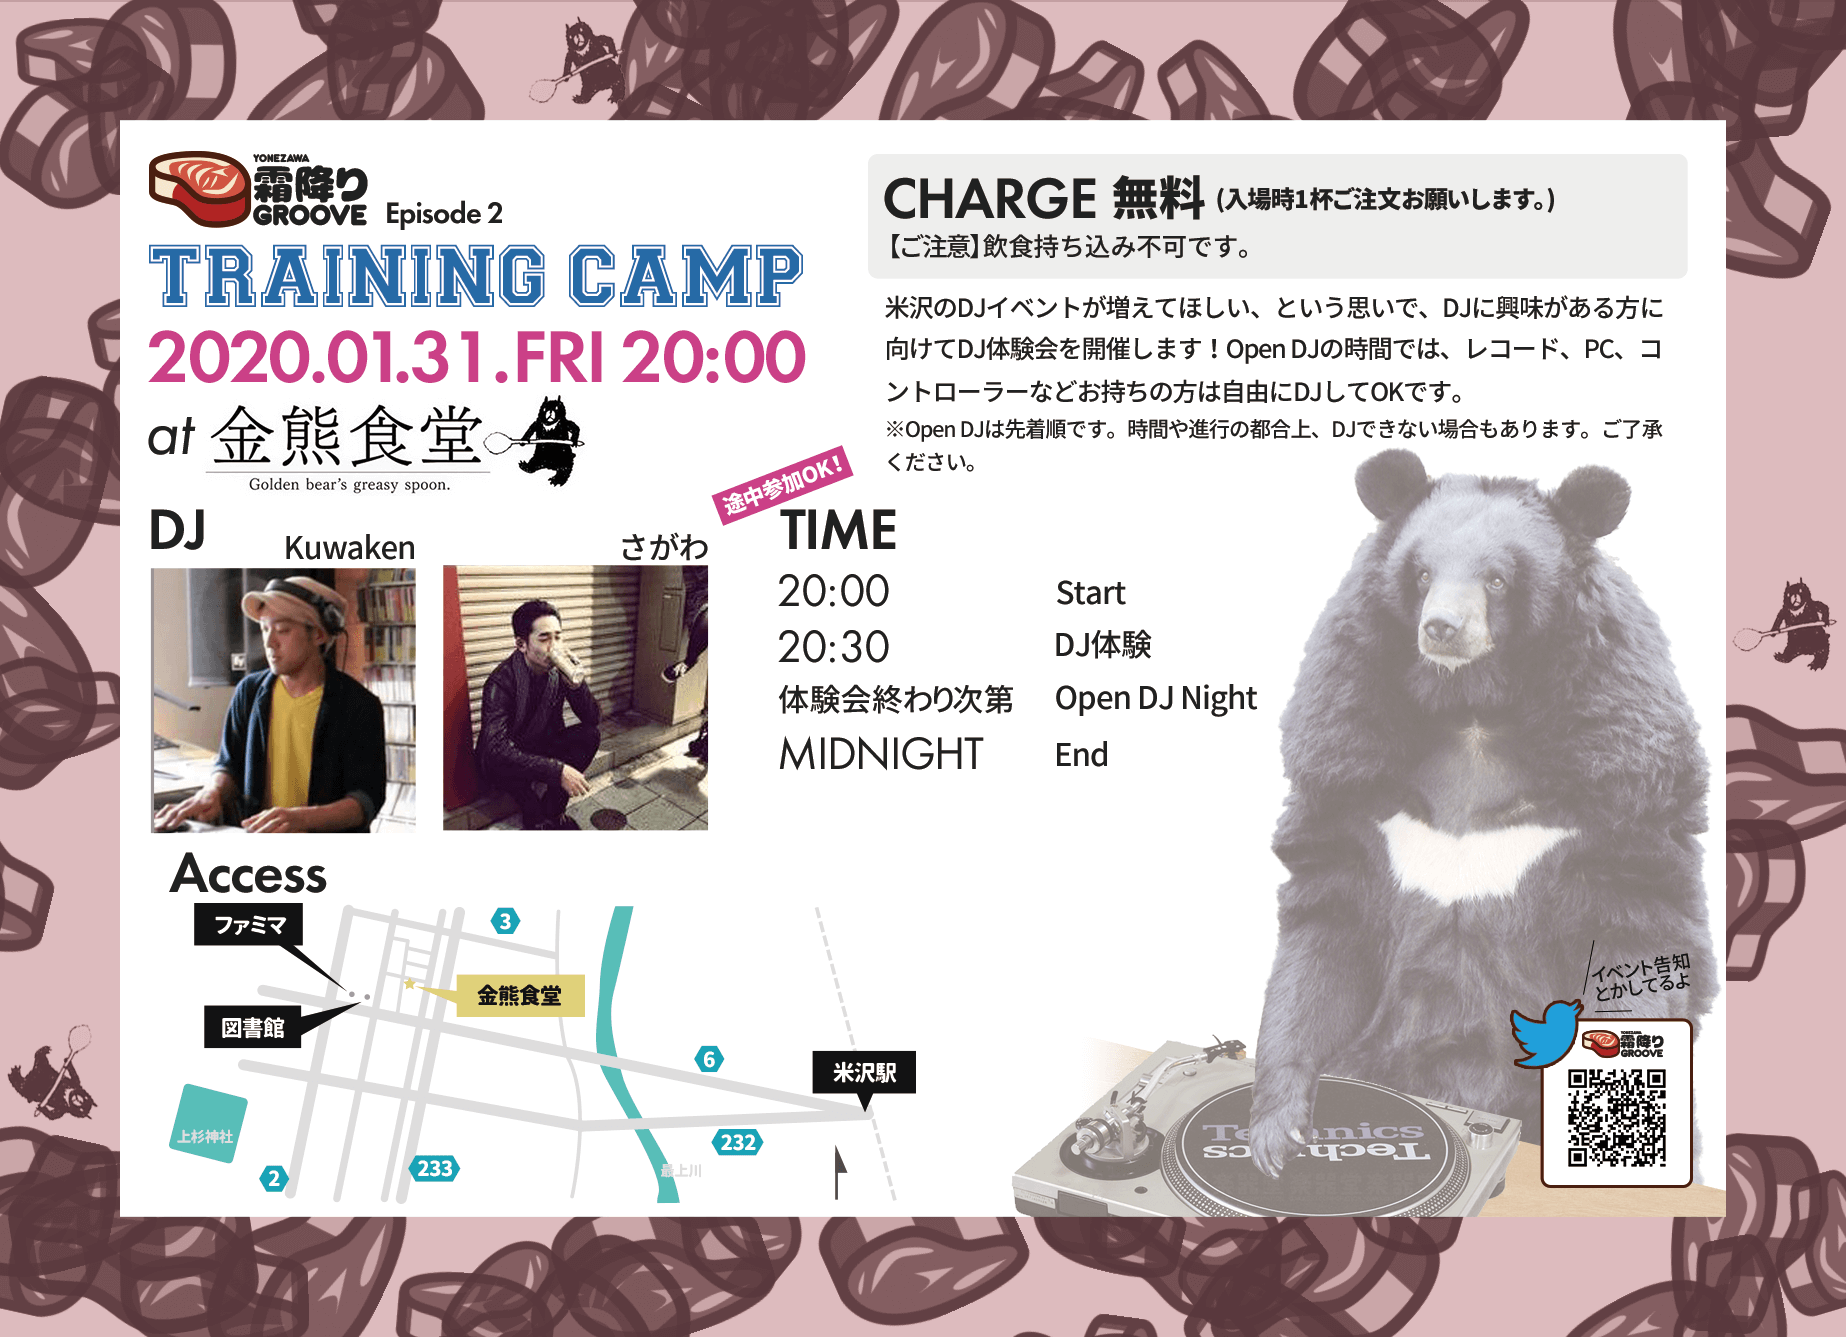 YONEZAWA
霜降り
GROOVE
Episode 2
TRAINING CAMP
2020.01.31.FRI 20:00
at 金熊食堂
Golden bear's greasy spoon.
CHARGE 無料 (入場時1杯ご注文お願いします。)
【ご注意】飲食持ち込み不可です。
米沢のDJイベントが増えてほしい、という思いで、DJに興味がある方に
向けてDJ体験会を開催します！Open DJの時間では、レコード、PC、コ
ントローラーなどお持ちの方は自由にDJしてOKです。
※Open DJは先着順です。時間や進行の都合上、DJできない場合もあります。ご了承
ください。
DJ
Kuwaken
さがわ
途中参加OK!
TIME
20:00 Start
20:30 DJ体験
体験会終わり次第 Open DJ Night
MIDNIGHT End
Access
ファミマ
3
金熊食堂
図書館
6
米沢駅
上杉神社
232
233
2
最上川
イベント告知
とかしてるよ
YONEZAWA
霜降り
GROOVE
Technics
Technics